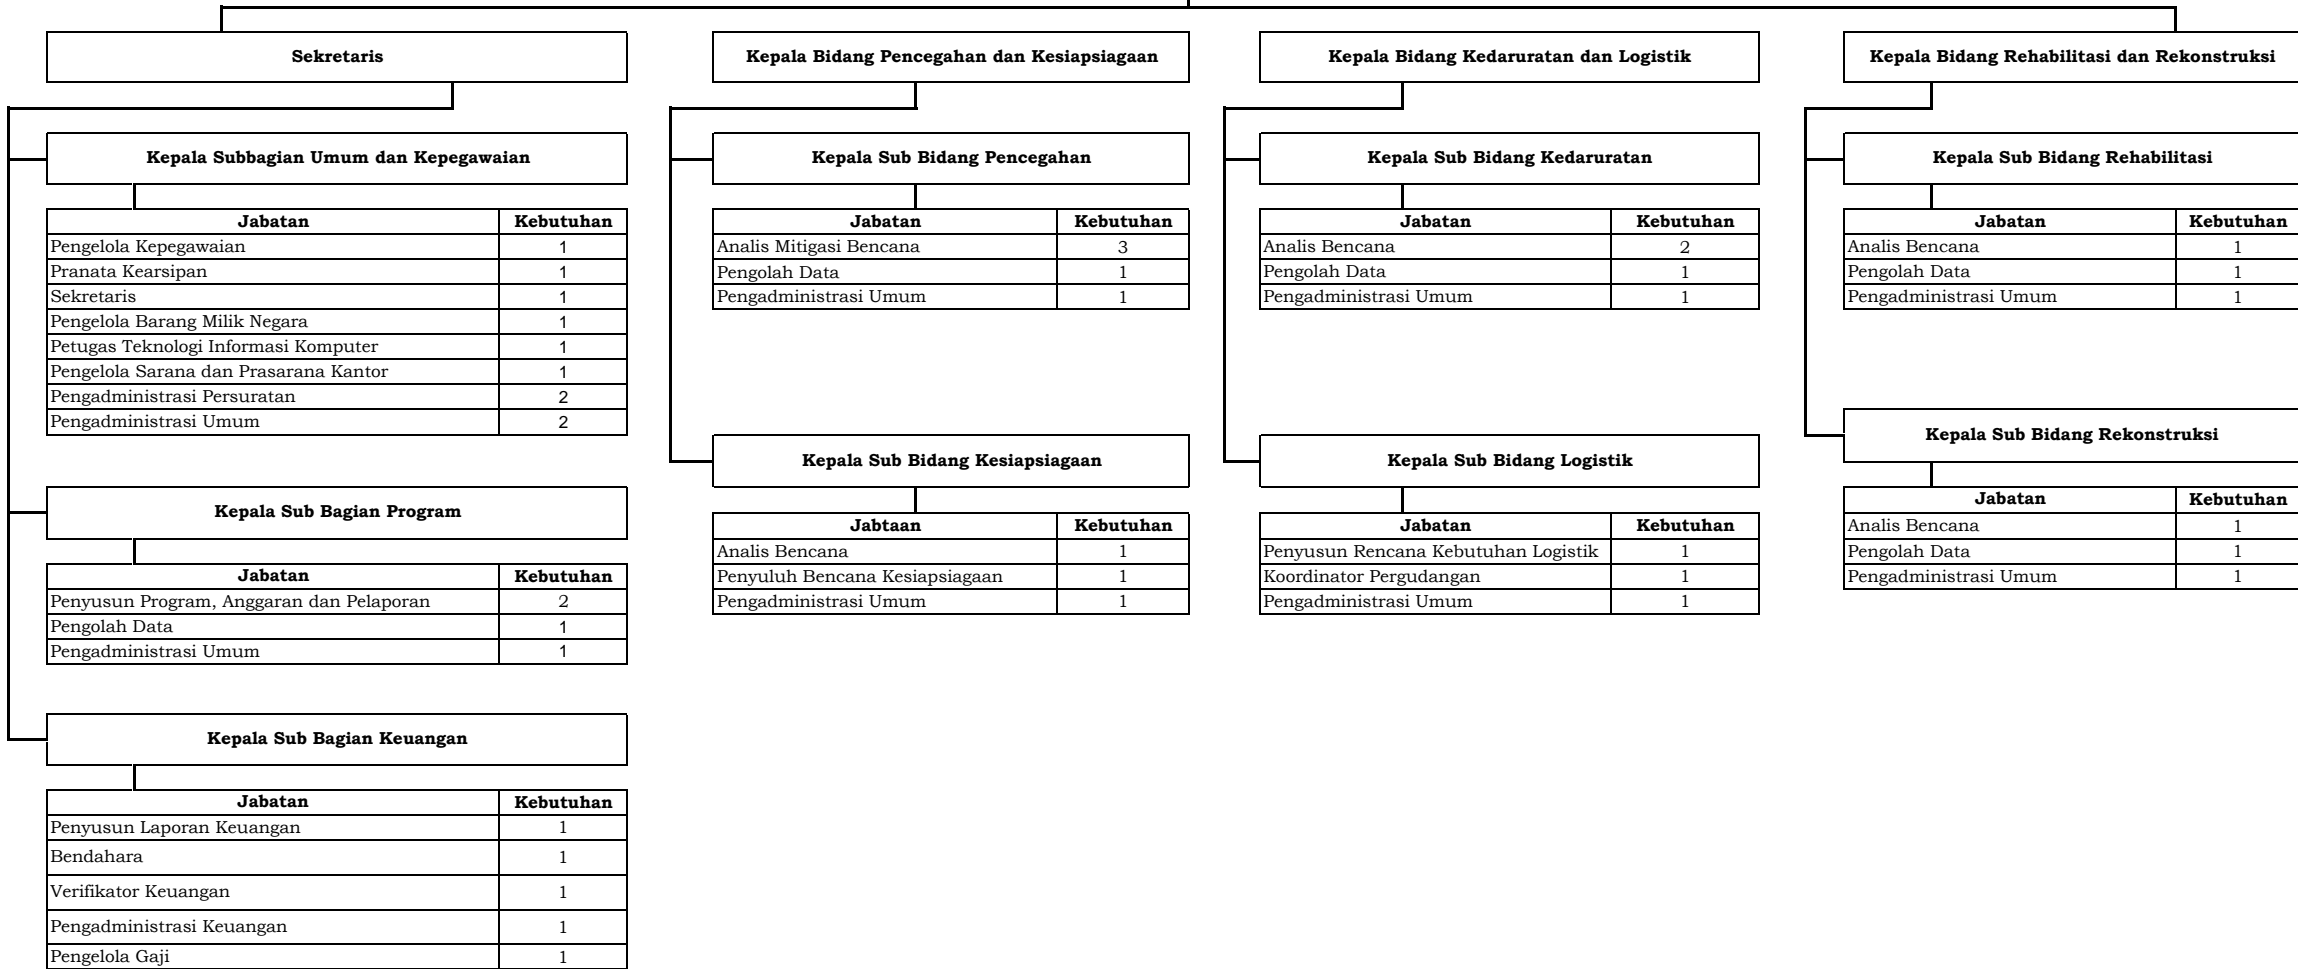 Sekretaris
Kepala Bidang Pencegahan dan Kesiapsiagaan
Kepala Bidang Kedaruratan dan Logistik
Kepala Bidang Rehabilitasi dan Rekonstruksi
Kepala Subbagian Umum dan Kepegawaian
Jabatan Kebutuhan
Pengelola Kepegawaian 1
Pranata Kearsipan 1
Sekretaris 1
Pengelola Barang Milik Negara 1
Petugas Teknologi Informasi Komputer 1
Pengelola Sarana dan Prasarana Kantor 1
Pengadministrasi Persuratan 2
Pengadministrasi Umum 2
Kepala Sub Bagian Program
Jabatan Kebutuhan
Penyusun Program, Anggaran dan Pelaporan 2
Pengolah Data 1
Pengadministrasi Umum 1
Kepala Sub Bagian Keuangan
Jabatan Kebutuhan
Penyusun Laporan Keuangan 1
Bendahara 1
Verifikator Keuangan 1
Pengadministrasi Keuangan 1
Pengelola Gaji 1
Kepala Sub Bidang Pencegahan
Jabatan Kebutuhan
Analis Mitigasi Bencana 3
Pengolah Data 1
Pengadministrasi Umum 1
Kepala Sub Bidang Kesiapsiagaan
Jabtaan Kebutuhan
Analis Bencana 1
Penyuluh Bencana Kesiapsiagaan 1
Pengadministrasi Umum 1
Kepala Sub Bidang Kedaruratan
Jabatan Kebutuhan
Analis Bencana 2
Pengolah Data 1
Pengadministrasi Umum 1
Kepala Sub Bidang Logistik
Jabatan Kebutuhan
Penyusun Rencana Kebutuhan Logistik 1
Koordinator Pergudangan 1
Pengadministrasi Umum 1
Kepala Sub Bidang Rehabilitasi
Jabatan Kebutuhan
Analis Bencana 1
Pengolah Data 1
Pengadministrasi Umum 1
Kepala Sub Bidang Rekonstruksi
Jabatan Kebutuhan
Analis Bencana 1
Pengolah Data 1
Pengadministrasi Umum 1